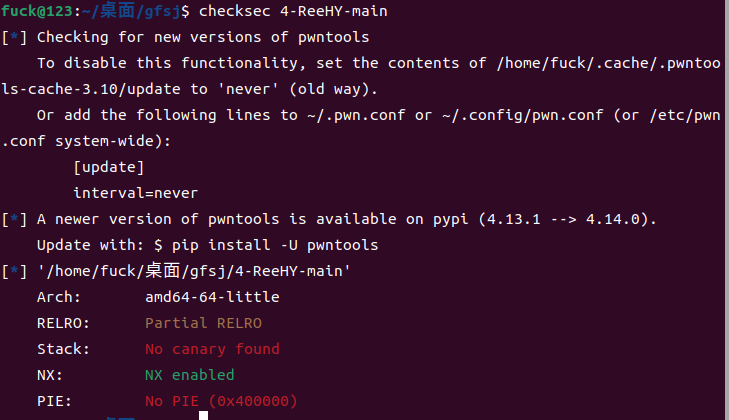 fuck@123:~/桌面/gfsj$ checksec 4-ReeHY-main
[*] Checking for new versions of pwntools
    To disable this functionality, set the contents of /home/fuck/.cache/.pwntoo
ls-cache-3.10/update to 'never' (old way).
    Or add the following lines to ~/.pwn.conf or ~/.config/pwn.conf (or /etc/pwn
.conf system-wide):
        [update]
        interval=never
[*] A newer version of pwntools is available on pypi (4.13.1 --> 4.14.0).
    Update with: $ pip install -U pwntools
[*] '/home/fuck/桌面/gfsj/4-ReeHY-main'
    Arch:       amd64-64-little
    RELRO:      Partial RELRO
    Stack:      No canary found
    NX:         NX enabled
    PIE:        No PIE (0x400000)